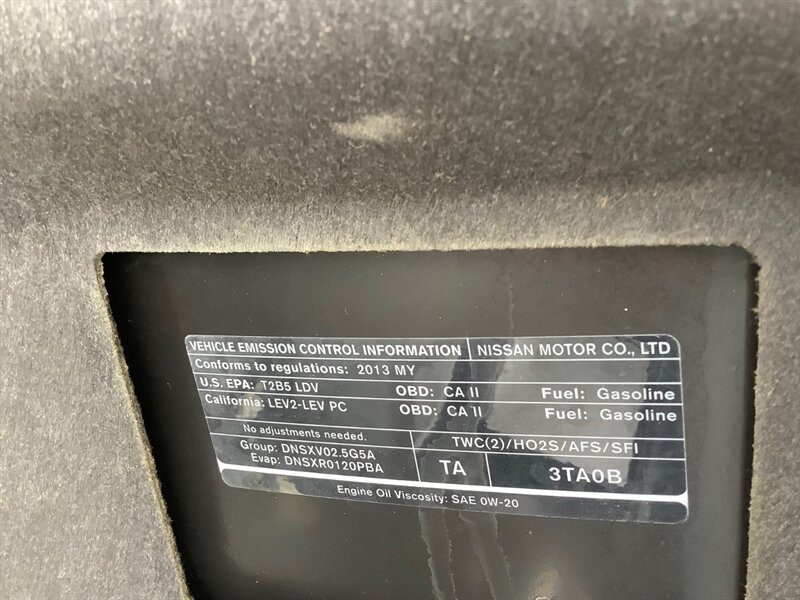 VEHICLE EMISSION CONTROL INFORMATION NISSAN MOTOR CO., LTD
Conforms to regulations: 2013 MY
U.S. EPA: T2B5 LDV OBD: CA II Fuel: Gasoline
California: LEV2-LEV PC OBD: CA II Fuel: Gasoline
No adjustments needed. TWC(2)/HO2S/AFS/SFI
Group: DNSXV02.5G5A
Evap: DNSXR0120PBA TA 3TA0B
Engine Oil Viscosity: SAE 0W-20